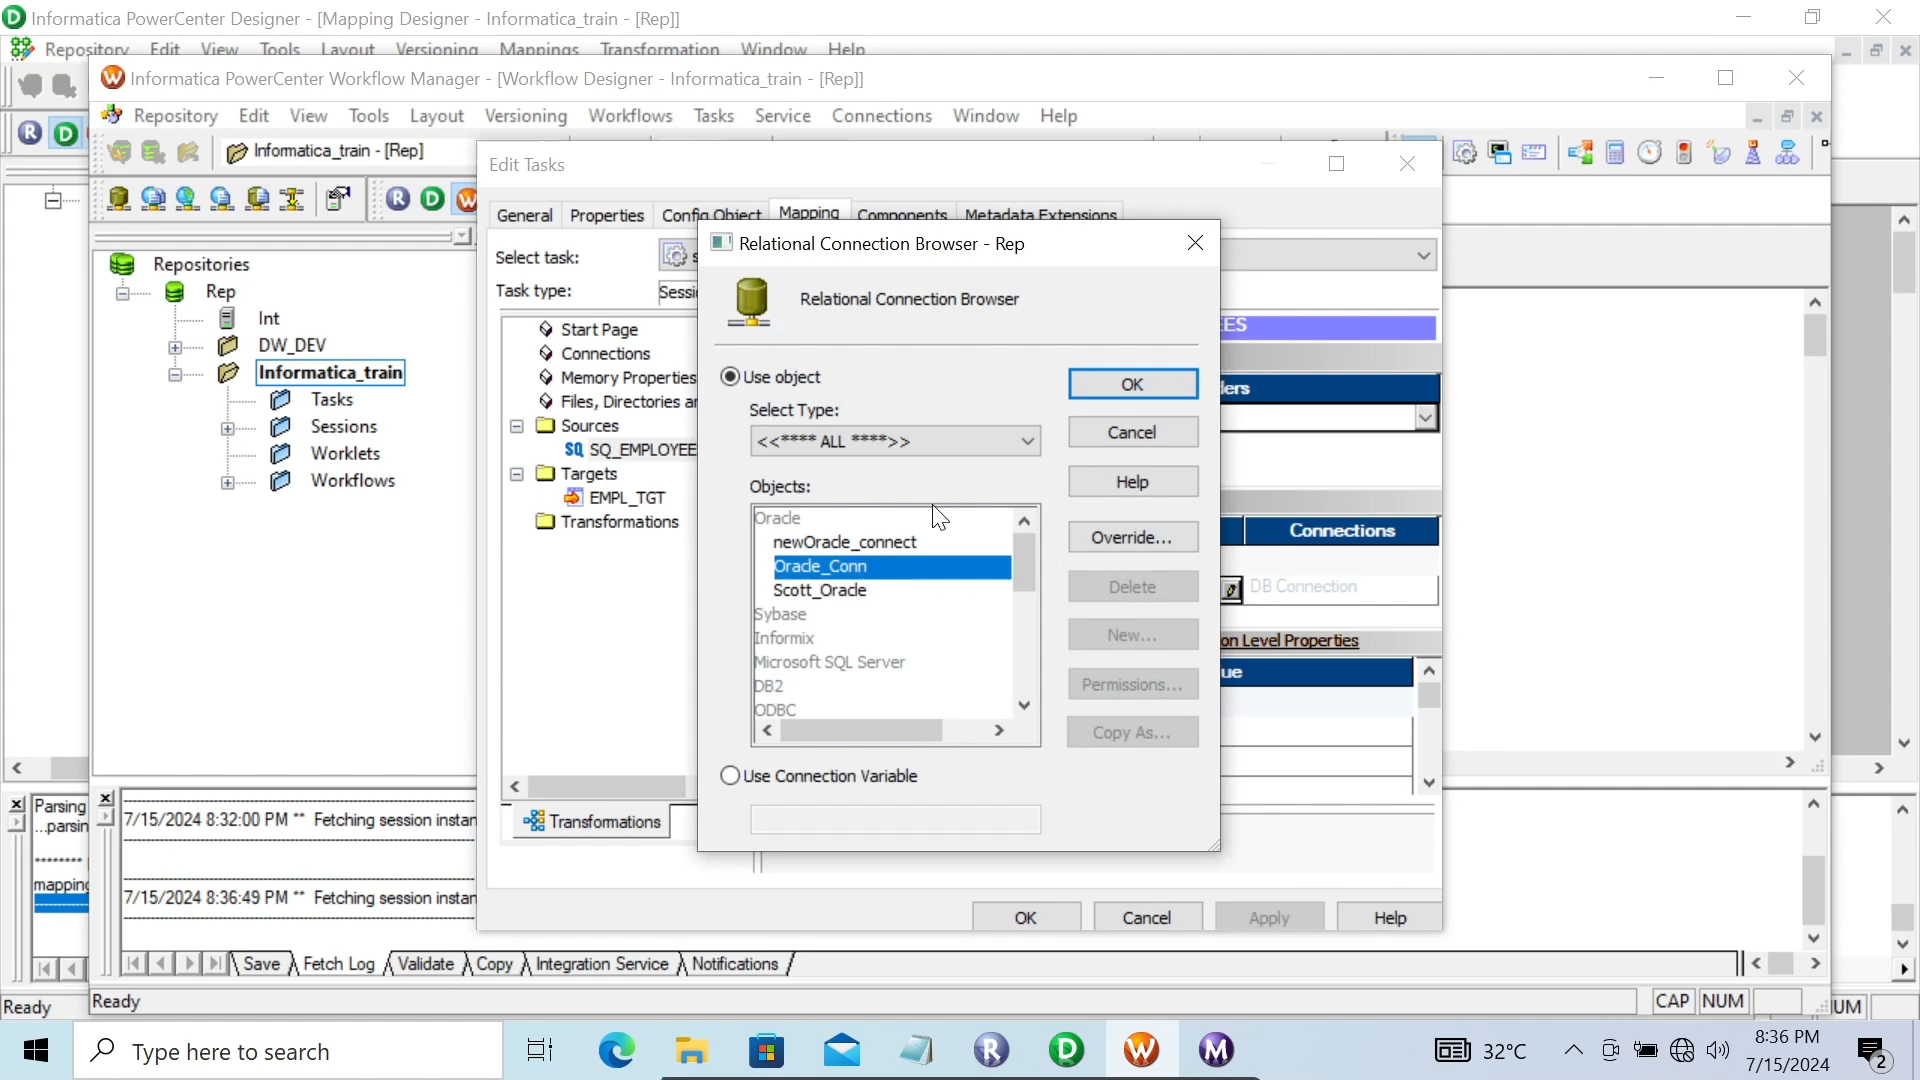 Informatica PowerCenter Designer - [Mapping Designer - Informatica_train - [Rep]]
Repository Edit View Tools Layout Versioning Mappings Transformation Window Help
Informatica PowerCenter Workflow Manager - [Workflow Designer - Informatica_train - [Rep]]
Repository Edit View Tools Layout Versioning Workflows Tasks Service Connections Window Help
Informatica_train - [Rep]
Repositories
Rep
Int
DW_DEV
Informatica_train
Tasks
Sessions
Worklets
Workflows
Edit Tasks
General Properties Config Object Mapping Components Metadata Extensions
Select task:
Task type: Sessi
Start Page
Connections
Memory Properties
Files, Directories ar
Sources
SQ_EMPLOYEE
Targets
EMPL_TGT
Transformations
Transformations
EES
ders
Connections
DB Connection
on Level Properties
ue
OK Cancel Apply Help
Relational Connection Browser - Rep
Relational Connection Browser
Use object
Select Type:
<<**** ALL ****>>
Objects:
Oracle
newOracle_connect
Oracle_Conn
Scott_Oracle
Sybase
Informix
Microsoft SQL Server
DB2
ODBC
Use Connection Variable
OK
Cancel
Help
Override...
Delete
New...
Permissions...
Copy As...
Parsing
...parsin
********
mapping
7/15/2024 8:32:00 PM ** Fetching session instan
7/15/2024 8:36:49 PM ** Fetching session instan
Save Fetch Log Validate Copy Integration Service Notifications
Ready
Ready
CAP NUM
UM
Type here to search
32°C
8:36 PM
7/15/2024
2